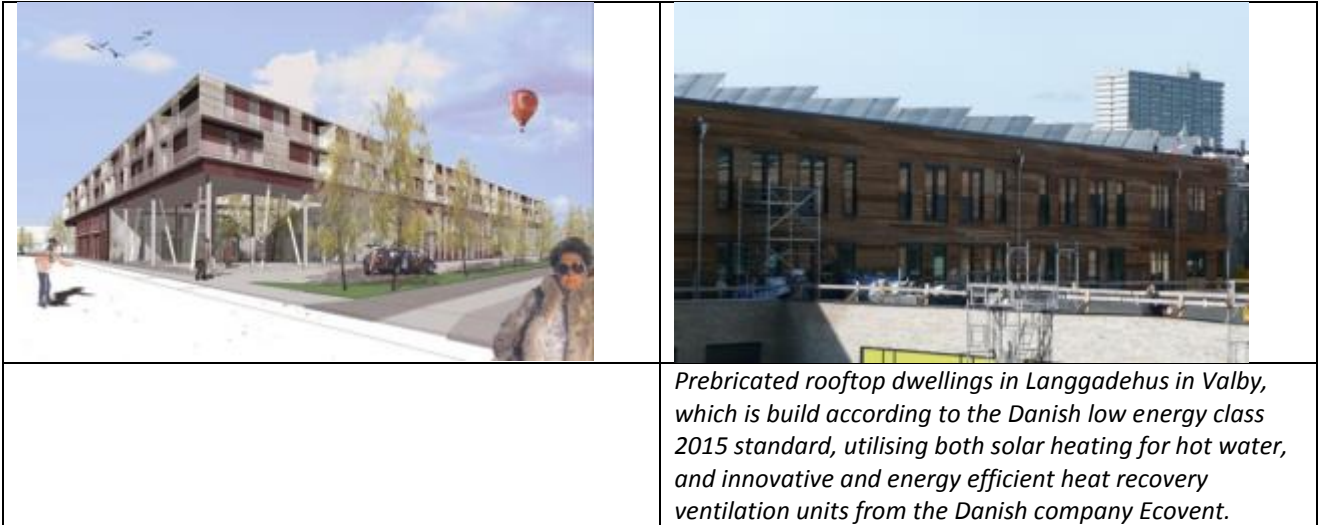 Prebricated rooftop dwellings in Langgadehus in Valby,
which is build according to the Danish low energy class
2015 standard, utilising both solar heating for hot water,
and innovative and energy efficient heat recovery
ventilation units from the Danish company Ecovent.